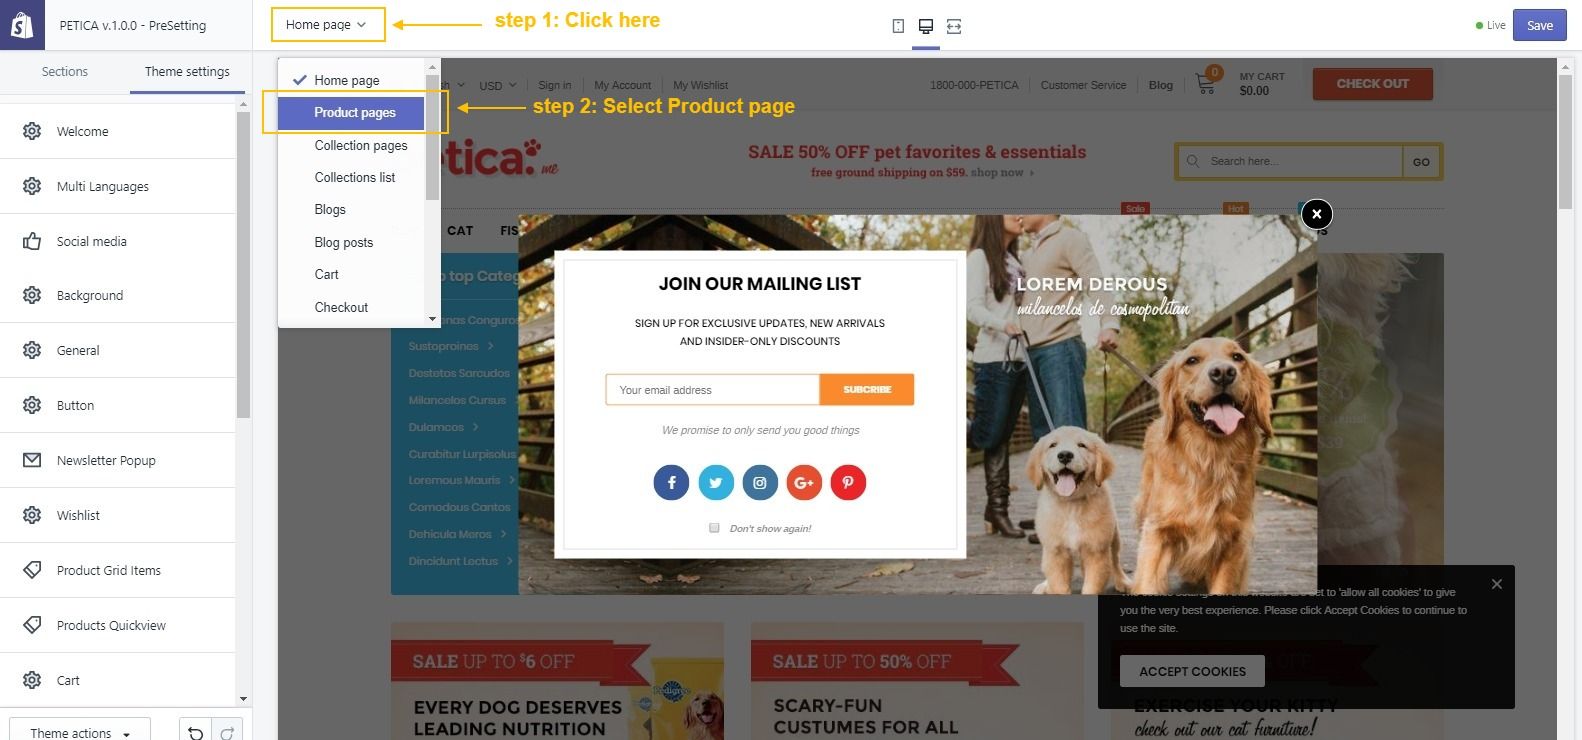 PETICA v.1.0.0 - PreSetting
Home page
step 1: Click here
Live
Save
Sections
Theme settings
Welcome
Multi Languages
Social media
Background
General
Button
Newsletter Popup
Wishlist
Product Grid Items
Products Quickview
Cart
Theme actions
Home page
Product pages
Collection pages
Collections list
Blogs
Blog posts
Cart
Checkout
step 2: Select Product page
USD
Sign in
My Account
My Wishlist
1800-000-PETICA
Customer Service
Blog
0
MY CART
$0.00
CHECK OUT
etica.me
SALE 50% OFF pet favorites & essentials
free ground shipping on $59. shop now
Search here...
GO
Sale
Hot
CAT
FIS
top Categ
enas Conguros
Sustoproines
Destetos Sarcudos
Milancelos Cursus
Dulamcos
Curabitur Lurpisolus
Loremous Mauris
Comodous Cantos
Dehicula Meros
Dincidunt Lectus
JOIN OUR MAILING LIST
SIGN UP FOR EXCLUSIVE UPDATES, NEW ARRIVALS
AND INSIDER-ONLY DISCOUNTS
Your email address
SUBCRIBE
We promise to only send you good things
Don't show again!
LOREM DEROUS
milancelos de cosmopolitan
$39
to 'allow all cookies' to give
you the very best experience. Please click Accept Cookies to continue to
use the site.
ACCEPT COOKIES
SALE UP TO $6 OFF
EVERY DOG DESERVES
LEADING NUTRITION
Pedigree
SALE UP TO 50% OFF
SCARY-FUN
CUSTUMES FOR ALL
EXERCISE YOUR KITTY
check out our cat furniture!